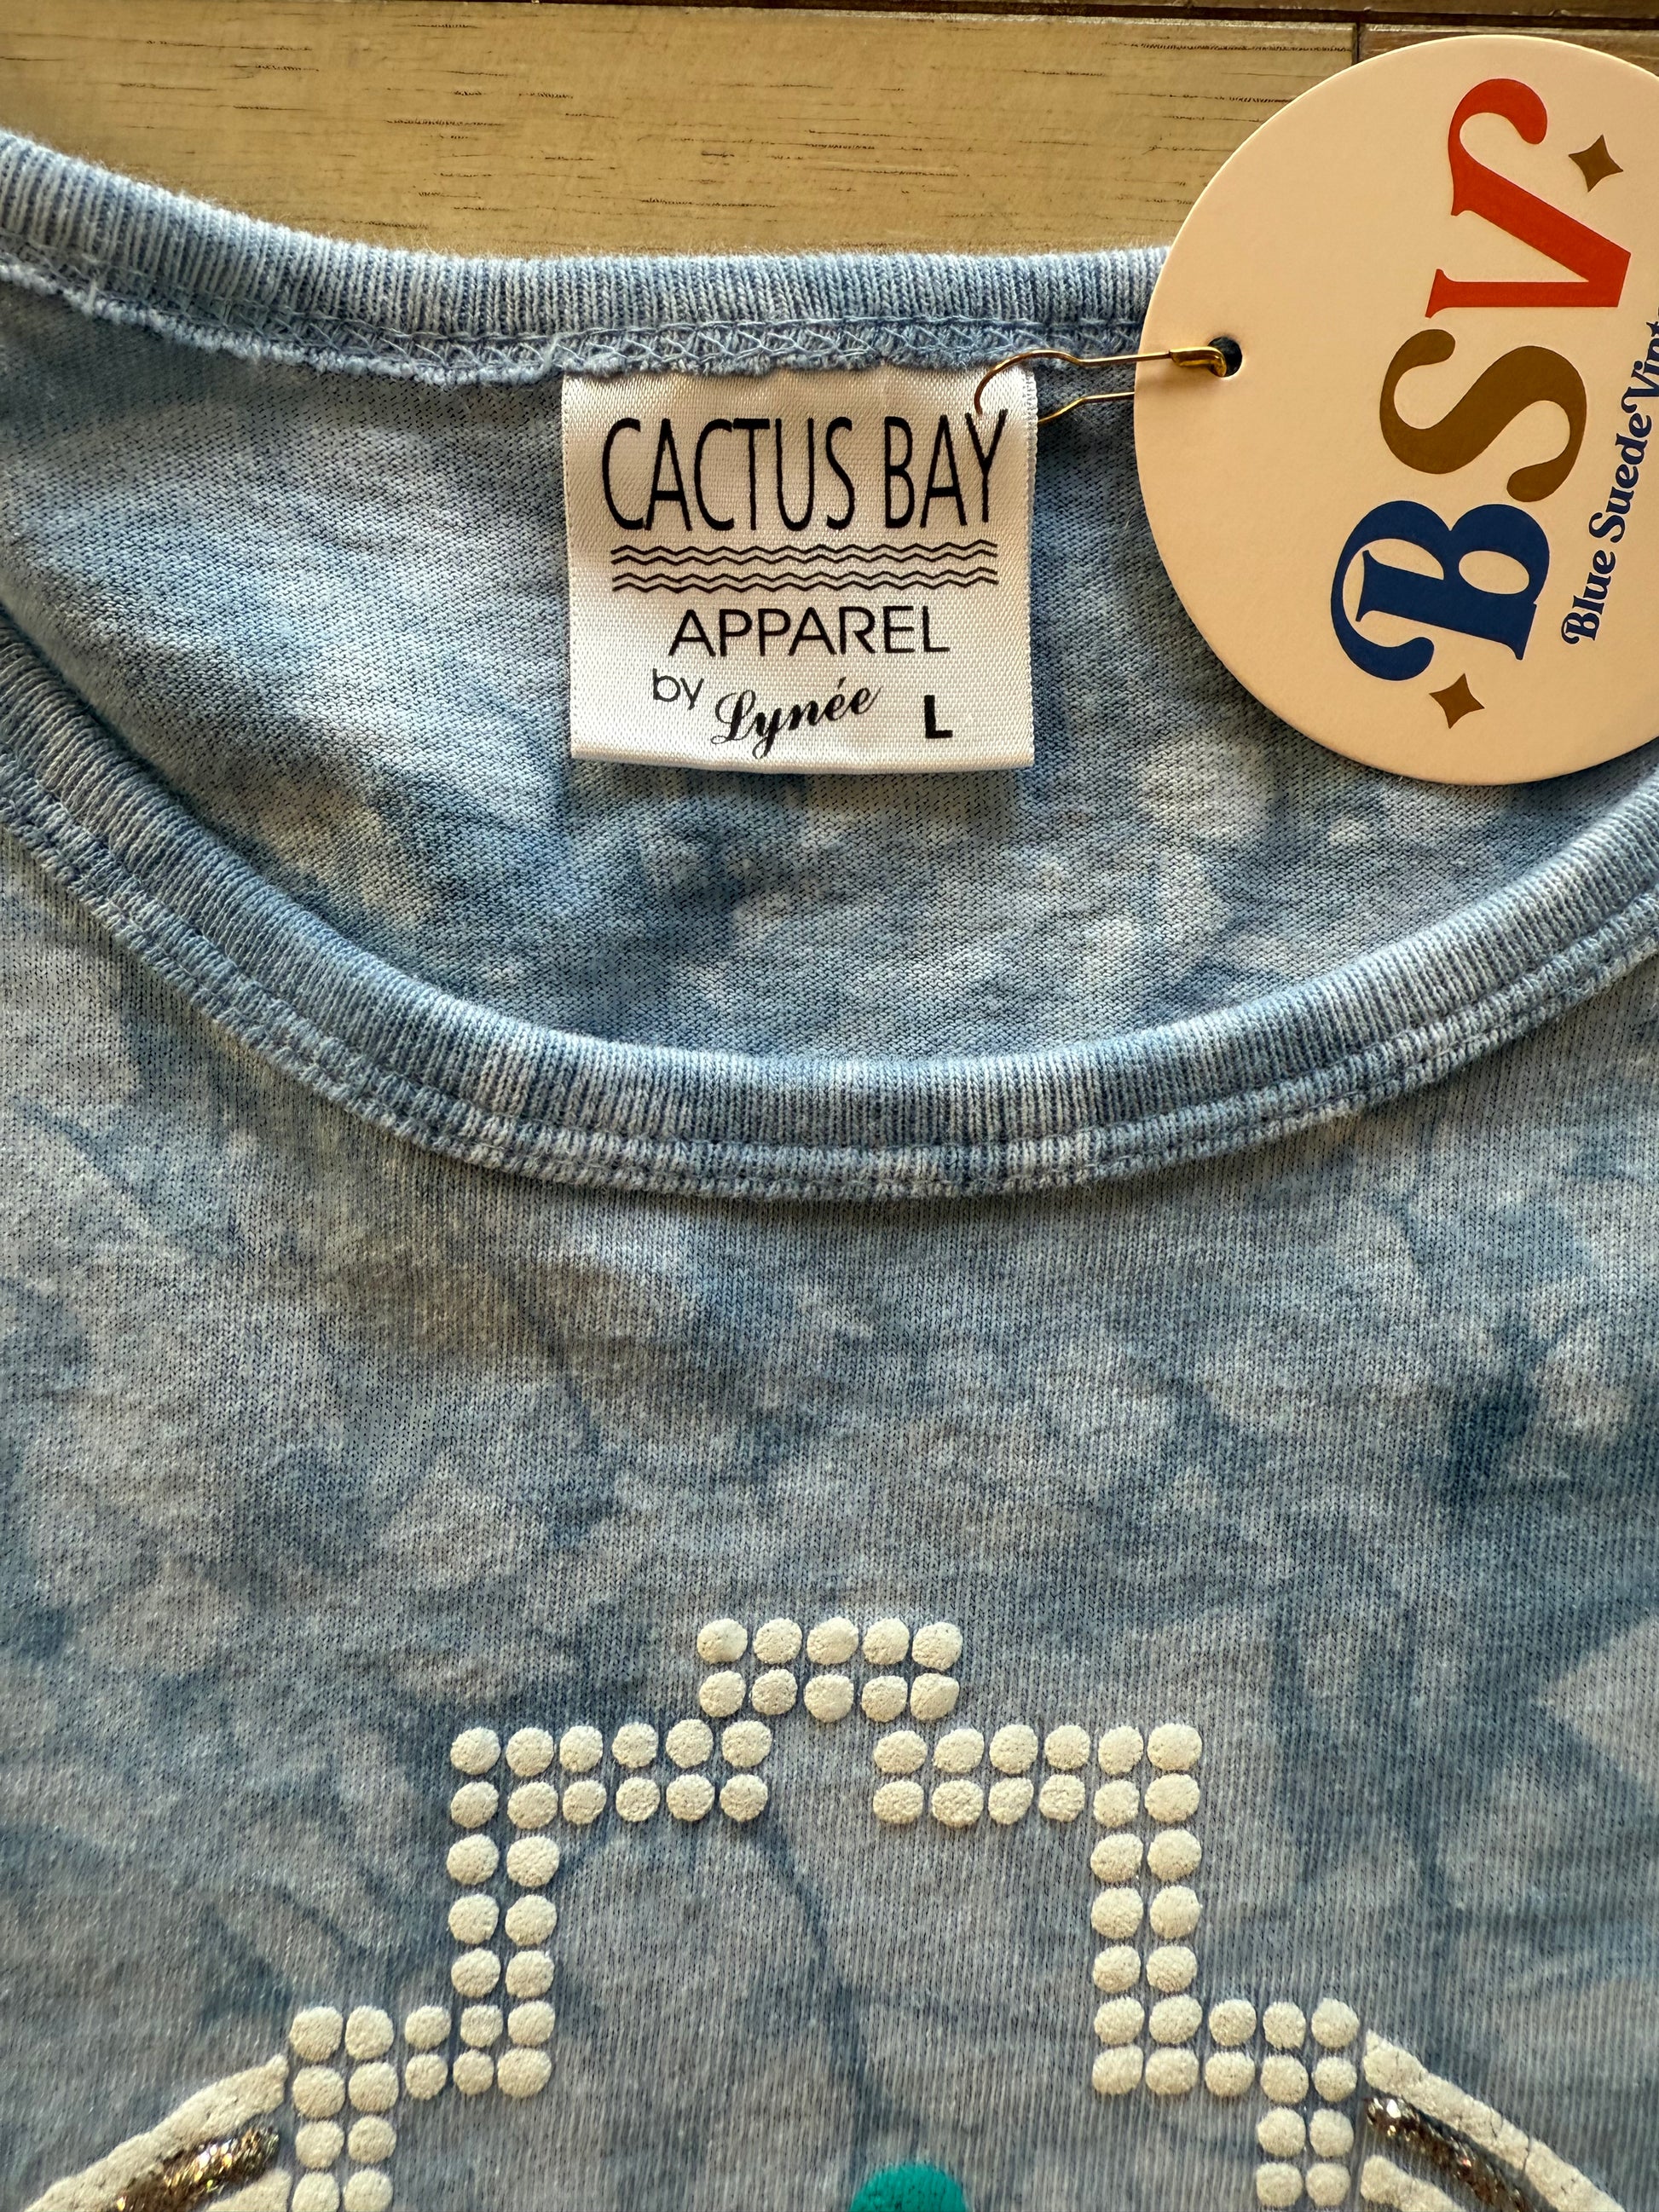 CACTUS BAY
APPAREL
by Lynée L
BSV
Blue Suede